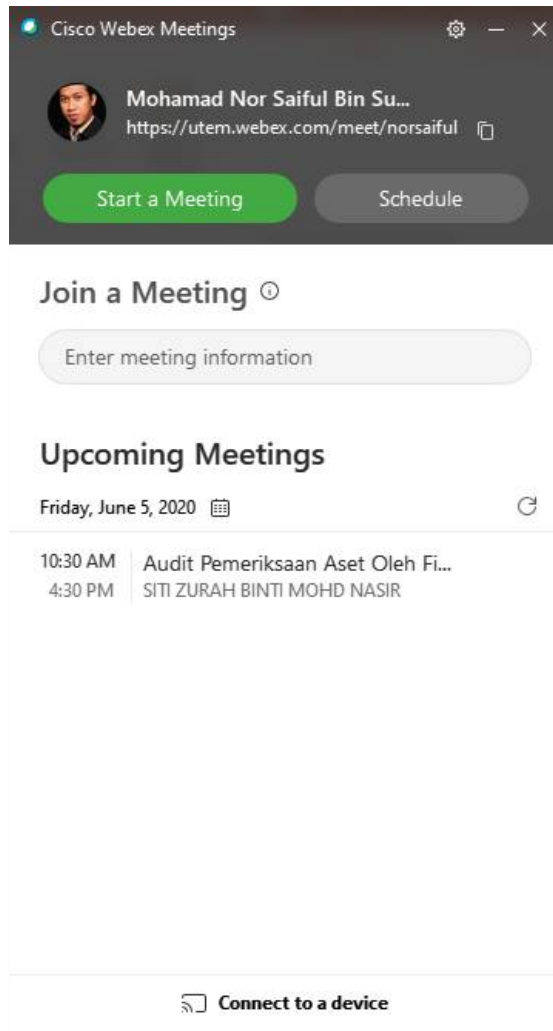 Cisco Webex Meetings
Mohamad Nor Saiful Bin Su...
https://utem.webex.com/meet/norsaiful
Start a Meeting Schedule
Join a Meeting
Enter meeting information
Upcoming Meetings
Friday, June 5, 2020
10:30 AM Audit Pemeriksaan Aset Oleh Fi...
4:30 PM SITI ZURAH BINTI MOHD NASIR
Connect to a device